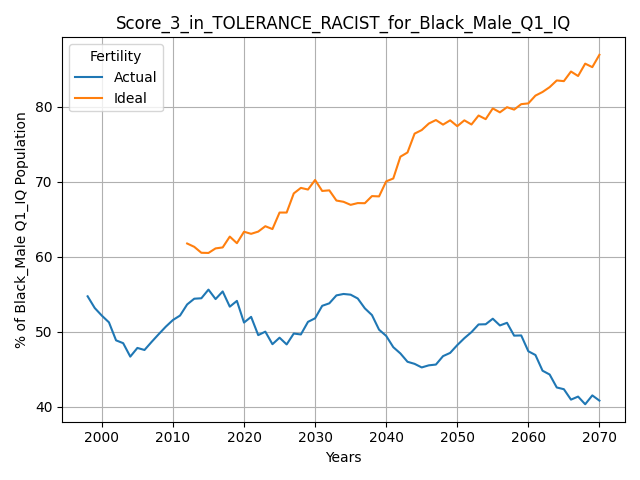 Score_3_in_TOLERANCE_RACIST_for_Black_Male_Q1_IQ
Fertility
Actual
Ideal
% of Black_Male Q1_IQ Population
80
70
60
50
40
2000 2010 2020 2030 2040 2050 2060 2070
Years